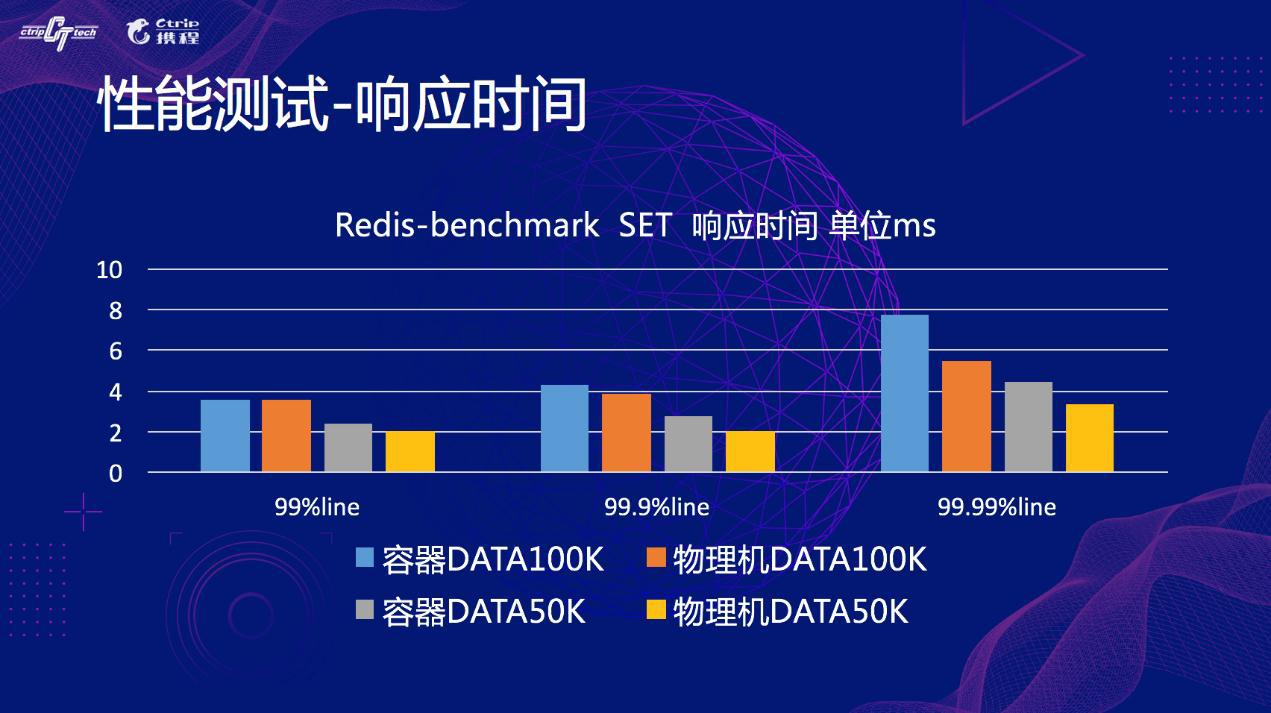 ctrip tech
Ctrip
携程
性能测试-响应时间
Redis-benchmark SET 响应时间 单位ms
10
8
6
4
2
0
99%line
99.9%line
99.99%line
容器DATA100K
物理机DATA100K
容器DATA50K
物理机DATA50K